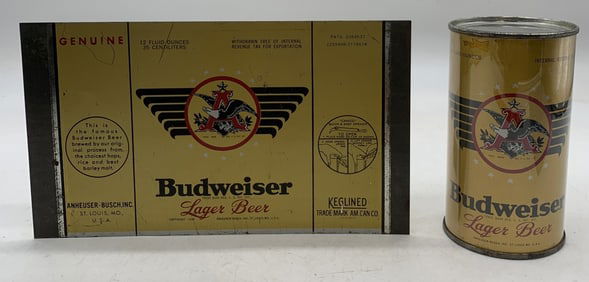 GENUINE
12 FLUID OUNCES
35 CENTILITERS
WITHDRAWN FREE OF INTERNAL
REVENUE TAX FOR EXPORTATION
This is
the famous
Budweiser Beer
brewed by our orig-
inal process from
the choicest hops,
rice and best
barley malt.
ANHEUSER-BUSCH, INC.
ST. LOUIS, MO.,
U.S.A.
A
Budweiser
Lager Beer
TO OPEN
KEGLINED
TRADE MARK AM. CAN CO.
Budweiser
Lager Beer